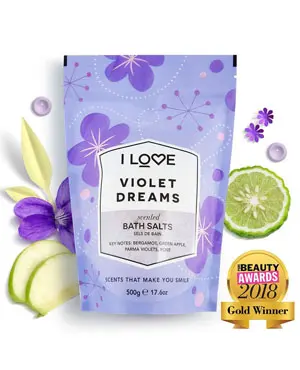 I LOVE
VIOLET
DREAMS
scented
BATH SALTS
SELS DE BAIN
KEY NOTES: BERGAMOT, GREEN APPLE,
PARMA VIOLETS, ROSE
SCENTS THAT MAKE YOU SMILE
500g ℮ 17.6oz
BEAUTY
AWARDS
2018
Gold Winner